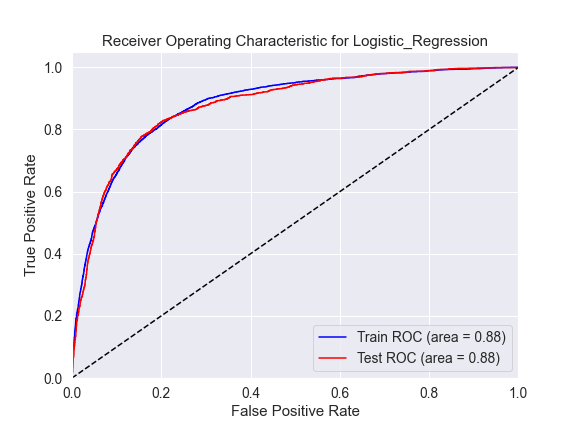 Receiver Operating Characteristic for Logistic_Regression
1.0
0.8
0.6
0.4
0.2
0.0
True Positive Rate
Train ROC (area = 0.88)
Test ROC (area = 0.88)
0.0 0.2 0.4 0.6 0.8 1.0
False Positive Rate